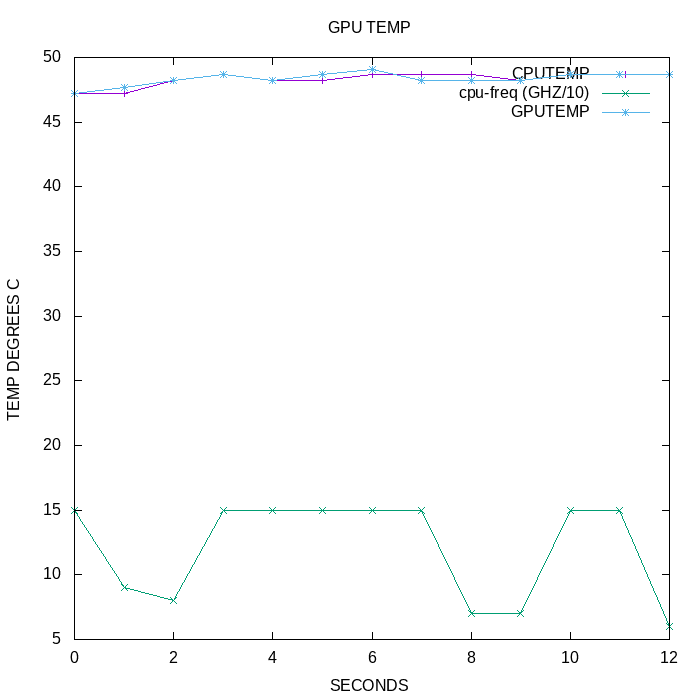 GPU TEMP
CPUTEMP
cpu-freq (GHZ/10)
GPUTEMP
50
45
40
35
30
25
20
15
10
5
TEMP DEGREES C
0 2 4 6 8 10 12
SECONDS